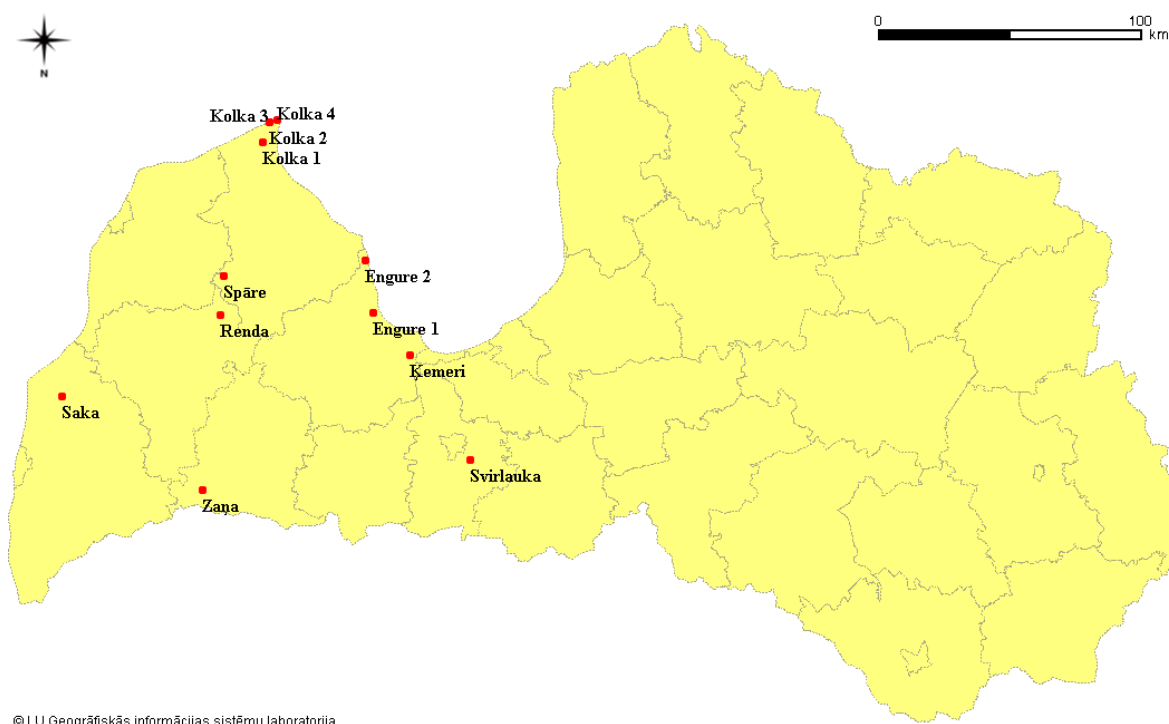 0 100
km
N
Kolka 3 Kolka 4
Kolka 2
Kolka 1
Engure 2
Spāre
Engure 1
Renda
Ķemeri
Saka
Svirlauka
Zaņa
© LU Ģeogrāfiskās informācijas sistēmu laboratorija